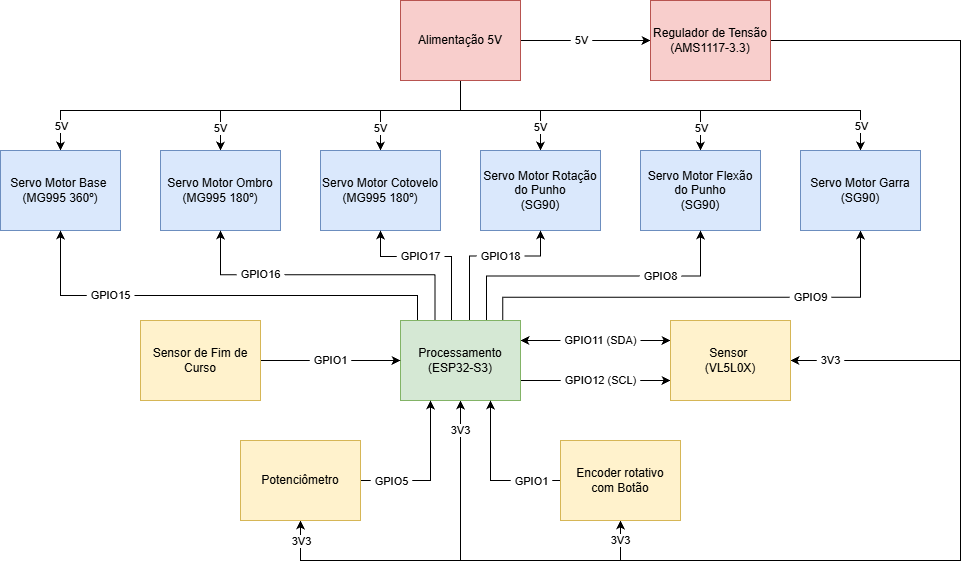 Alimentação 5V
5V
Regulador de Tensão
(AMS1117-3.3)
5V
5V
5V
5V
5V
5V
Servo Motor Base
(MG995 360º)
Servo Motor Ombro
(MG995 180º)
Servo Motor Cotovelo
(MG995 180º)
Servo Motor Rotação
do Punho
(SG90)
Servo Motor Flexão
do Punho
(SG90)
Servo Motor Garra
(SG90)
GPIO17
GPIO18
GPIO16
GPIO8
GPIO15
GPIO9
Sensor de Fim de
Curso
GPIO1
Processamento
(ESP32-S3)
GPIO11 (SDA)
GPIO12 (SCL)
Sensor
(VL5L0X)
3V3
3V3
Potenciômetro
GPIO5
GPIO1
Encoder rotativo
com Botão
3V3
3V3